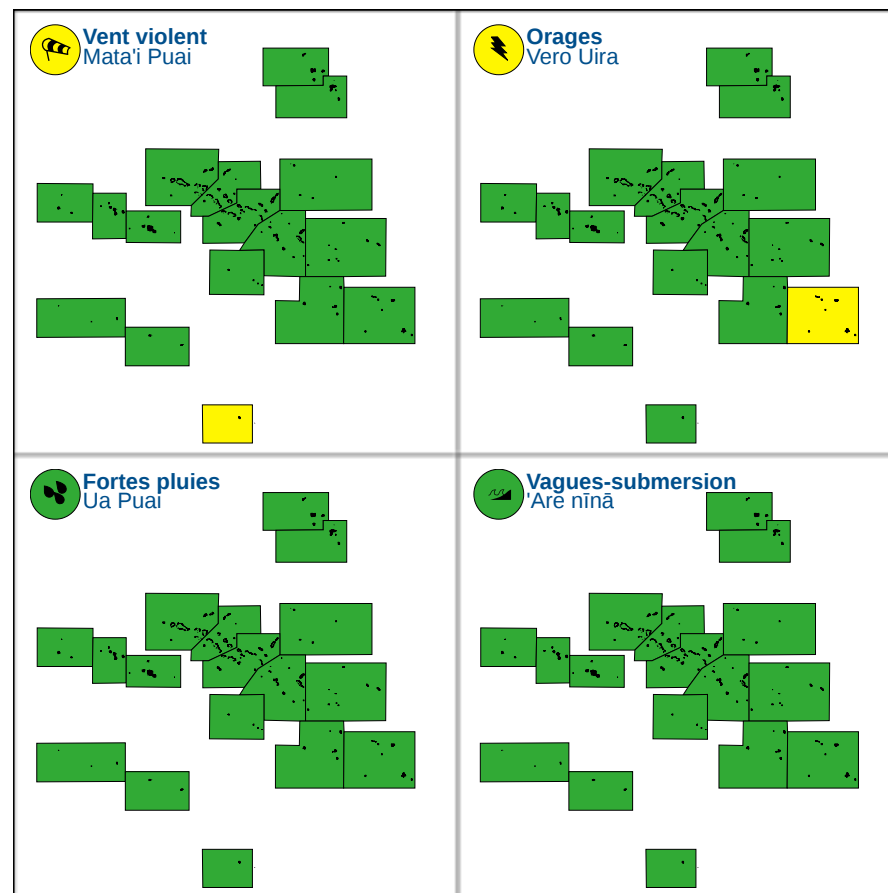 Vent violent
Mata'i Puai
Orages
Vero Uira
Fortes pluies
Ua Puai
Vagues-submersion
'Are nīnā